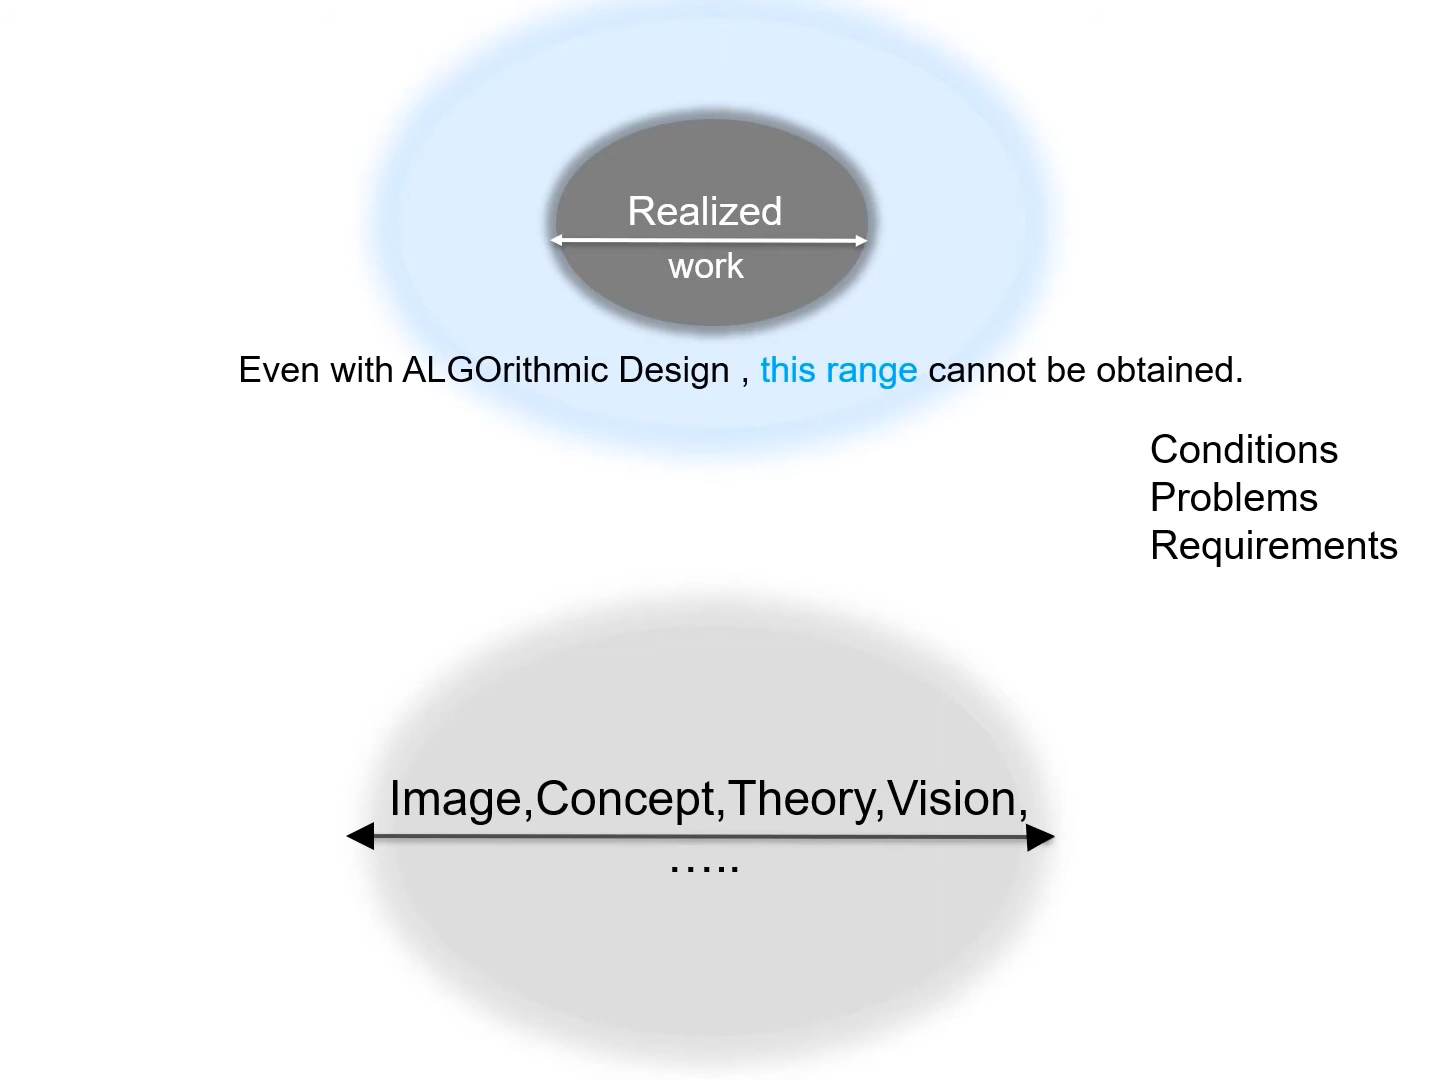 Realized
work
Even with ALGOrithmic Design , this range cannot be obtained.
Conditions
Problems
Requirements
Image,Concept,Theory,Vision,
…..